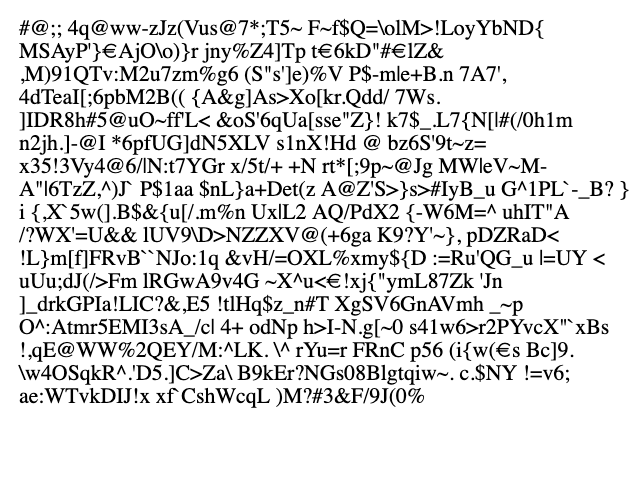 #@;; 4q@ww-zJz(Vus@7*;T5~ F~f$Q=\olM>!LoyYbND{
MSAyP'}€AjO\o)}r jny%Z4]Tp t€6kD"#€lZ&
,M)91QTv:M2u7zm%g6 (S"s']e)%V P$-m|e+B.n 7A7',
4dTeaI[;6pbM2B(( {A&g]As>Xo[kr.Qdd/ 7Ws.
]IDR8h#5@uO~ff'L< &oS'6qUa[sse"Z}! k7$_.L7{N[|#(/0h1m
n2jh.]-@I *6pfUG]dN5XLV s1nX!Hd @ bz6S'9t~z=
x35!3Vy4@6/lN:t7YGr x/5t/+ +N rt*[;9p~@Jg MW|eV~M-
A"l6TzZ,^)J` P$1aa $nL}a+Det(z A@Z'S>}s>#IyB_u G^1PL`-_B? }
i {,X`5w(].B$&{u[/.m%n Ux|L2 AQ/PdX2 {-W6M=^ uhIT"A
/?WX'=U&& lUV9\D>NZZXV@(+6ga K9?Y'~}, pDZRaD<
!L}m[f]FRvB``NJo:1q &vH/=OXL%xmy${D :=Ru'QG_u |=UY <
uUu;dJ(/>Fm lRGwA9v4G ~X^u<€!xj{"ymL87Zk 'Jn
]_drkGPIa!LIC?&,E5 !tlHq$z_n#T XgSV6GnAVmh _~p
O^:Atmr5EMI3sA_/c| 4+ odNp h>I-N.g[~0 s41w6>r2PYvcX"`xBs
!,qE@WW%2QEY/M:^LK. \^ rYu=r FRnC p56 (i{w(€s Bc]9.
\w4OSqkR^.'D5.]C>Za\ B9kEr?NGs08Blgtqiw~. c.$NY !=v6;
ae:WTvkDIJ!x xf`CshWcqL )M?#3&F/9J(0%